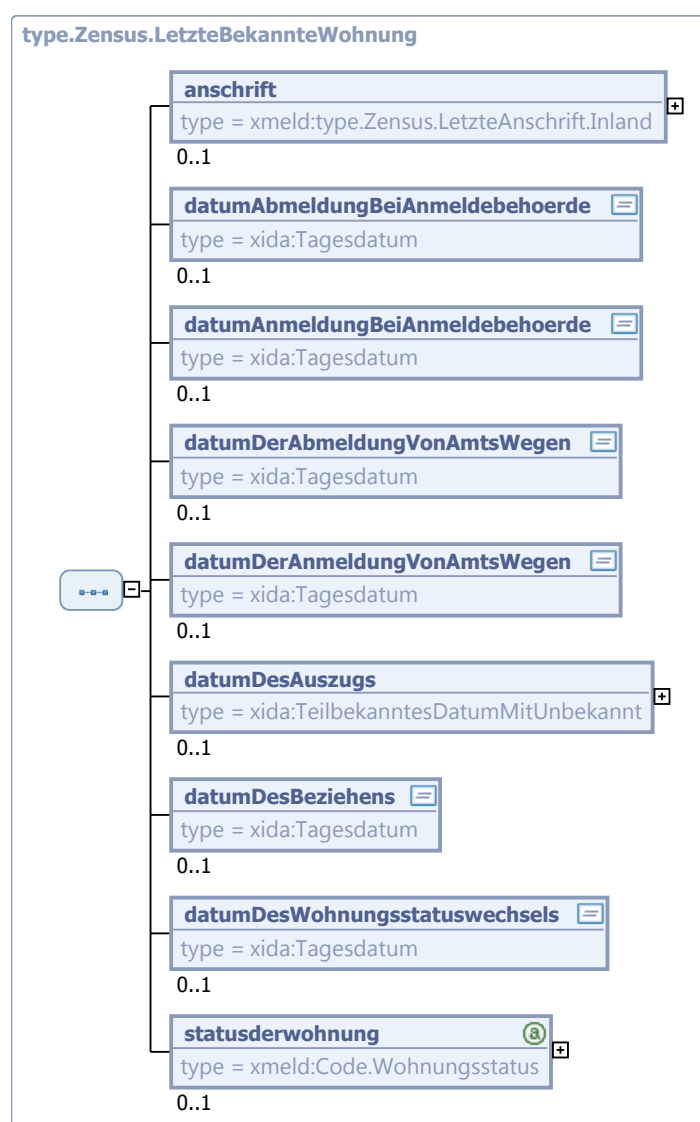 type.Zensus.LetzteBekannteWohnung
anschrift
type = xmeld:type.Zensus.LetzteAnschrift.Inland
0..1
datumAbmeldungBeiAnmeldebehoerde
type = xida:Tagesdatum
0..1
datumAnmeldungBeiAnmeldebehoerde
type = xida:Tagesdatum
0..1
datumDerAbmeldungVonAmtsWegen
type = xida:Tagesdatum
0..1
datumDerAnmeldungVonAmtsWegen
type = xida:Tagesdatum
0..1
datumDesAuszugs
type = xida:TeilbekanntesDatumMitUnbekannt
0..1
datumDesBeziehens
type = xida:Tagesdatum
0..1
datumDesWohnungsstatuswechsels
type = xida:Tagesdatum
0..1
statusderwohnung a
type = xmeld:Code.Wohnungsstatus
0..1